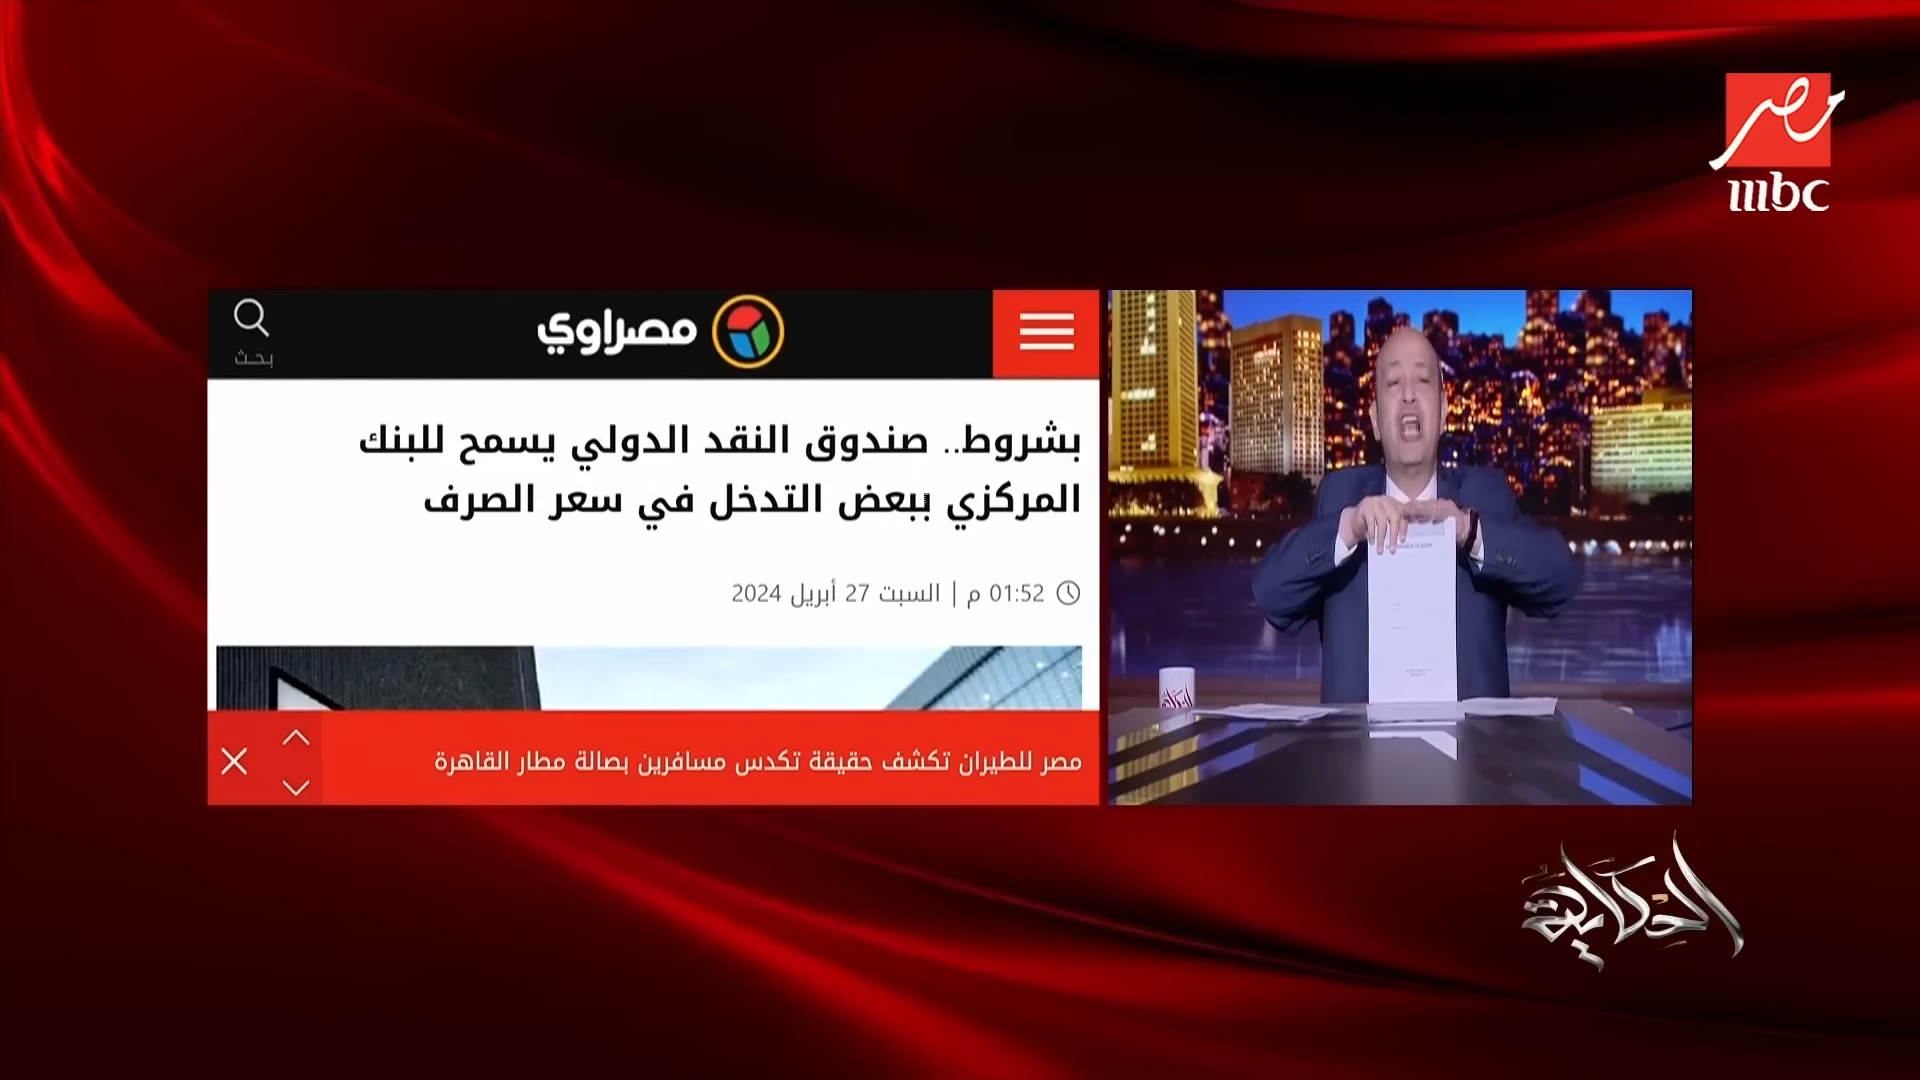 مصر
mbc
مصراوي
بحث
بشروط.. صندوق النقد الدولي يسمح للبنك
المركزي ببعض التدخل في سعر الصرف
01:52 م | السبت 27 أبريل 2024
مصر للطيران تكشف حقيقة تكدس مسافرين بصالة مطار القاهرة
الحكاية